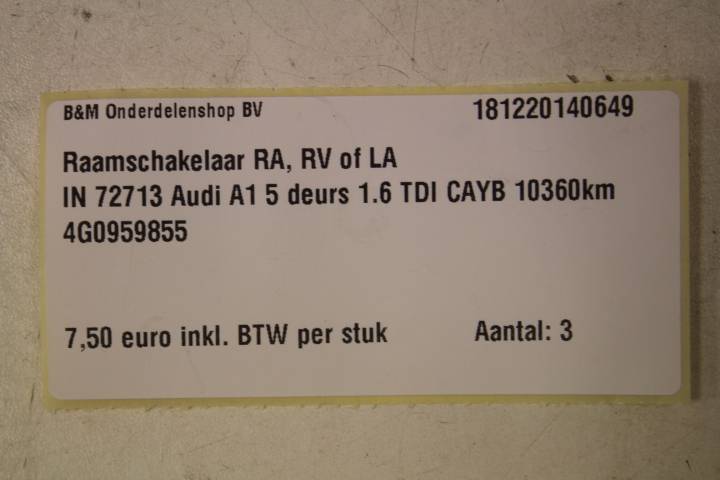 B&M Onderdelenshop BV 181220140649
Raamschakelaar RA, RV of LA
IN 72713 Audi A1 5 deurs 1.6 TDI CAYB 10360km
4G0959855
7,50 euro inkl. BTW per stuk Aantal: 3